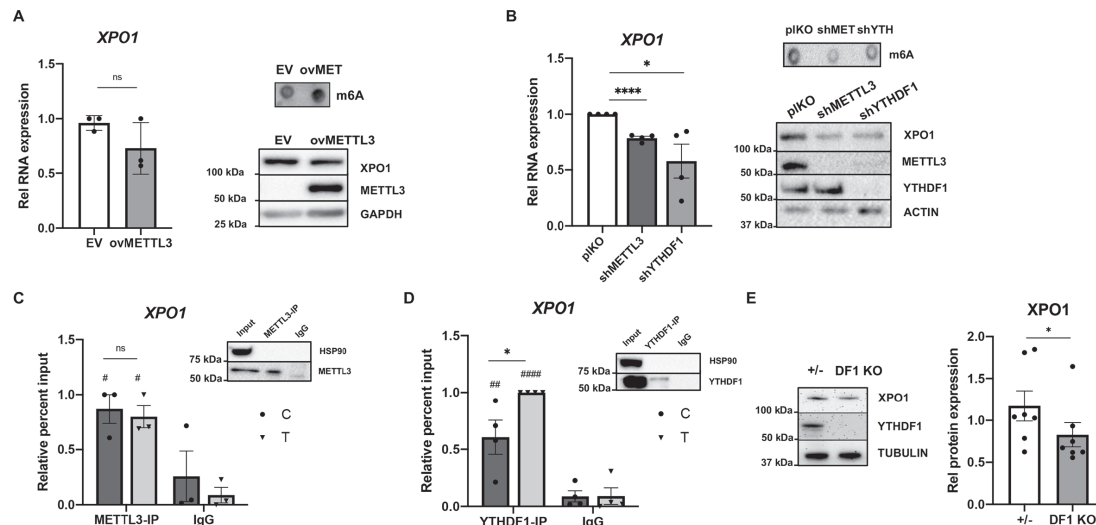 A
XPO1
Rel RNA expression
1.5
1.0
0.5
0.0
ns
EV ovMETTL3
EV ovMET
m6A
EV ovMETTL3
100 kDa
50 kDa
25 kDa
XPO1
METTL3
GAPDH
B
XPO1
Rel RNA expression
1.5
1.0
0.5
0.0
*
****
plKO
shMETTL3
shYTHDF1
plKO shMET shYTH
m6A
plKO
shMETTL3
shYTHDF1
100 kDa
50 kDa
37 kDa
XPO1
METTL3
YTHDF1
ACTIN
C
XPO1
Relative percent input
1.5
1.0
0.5
0.0
ns
#
#
METTL3-IP IgG
Input
METTL3-IP
IgG
75 kDa
50 kDa
HSP90
METTL3
C
T
D
XPO1
Relative percent input
1.5
1.0
0.5
0.0
*
##
####
YTHDF1-IP IgG
Input
YTHDF1-IP
IgG
75 kDa
50 kDa
HSP90
YTHDF1
C
T
E
+/- DF1 KO
100 kDa
50 kDa
37 kDa
XPO1
YTHDF1
TUBULIN
XPO1
Rel protein expression
2.0
1.5
1.0
0.5
0.0
*
+/- DF1 KO